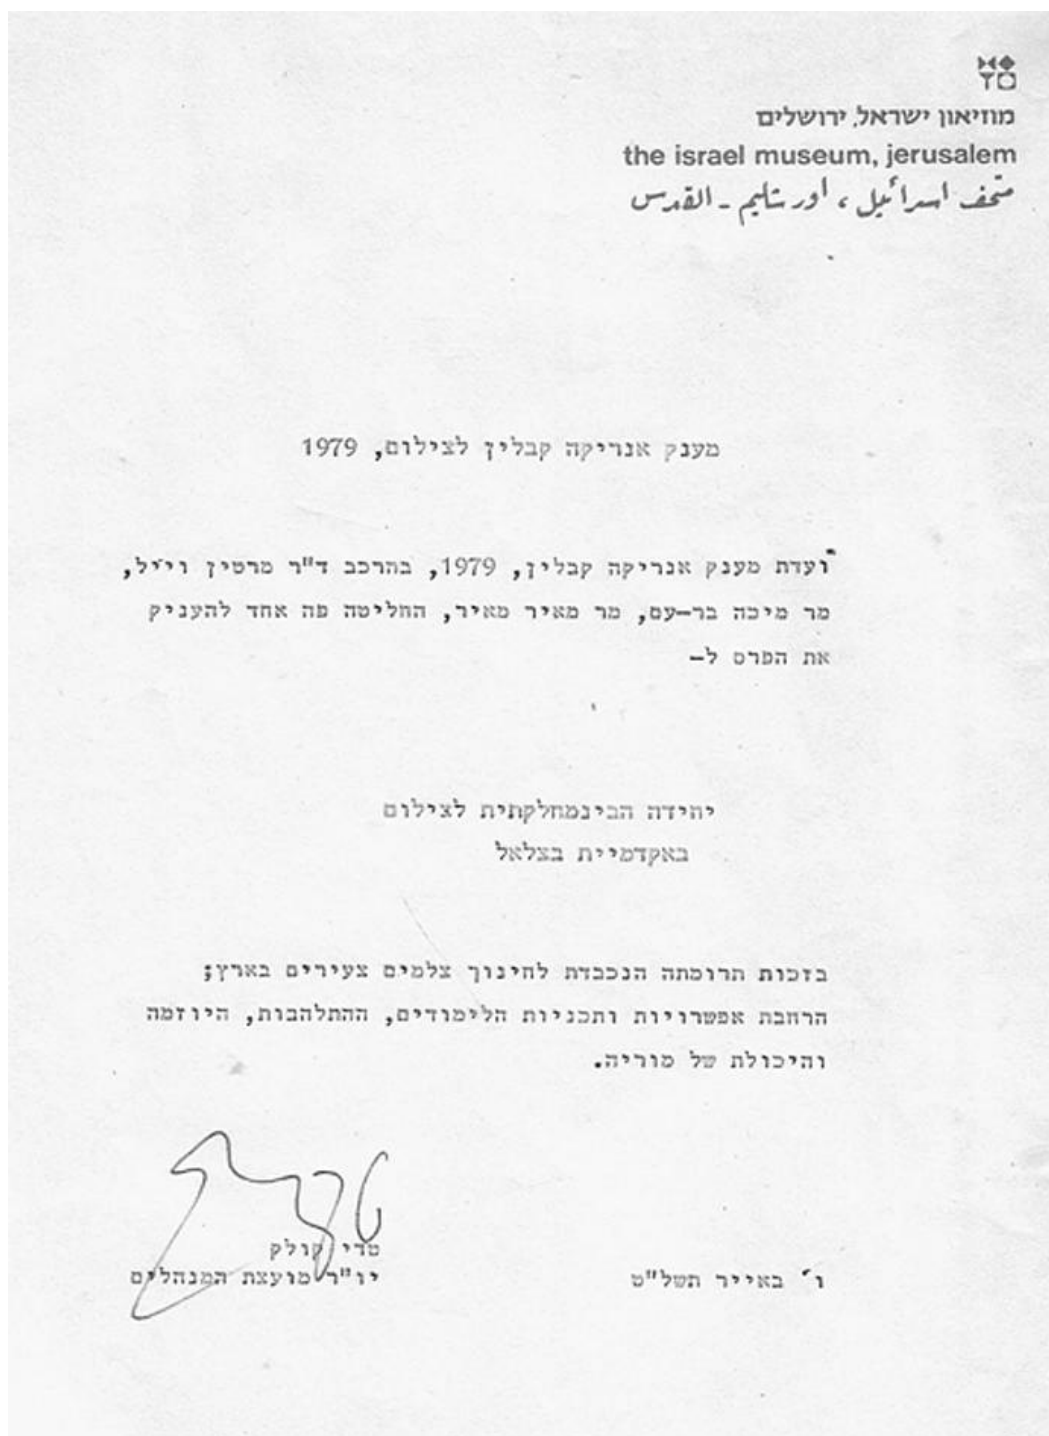 מוזיאון ישראל, ירושלים
the israel museum, jerusalem
متحف اسرائيل، اورشليم - القدس
מענק אנריקה קבלין לצילום, 1979
ועדת מענק אנריקה קבלין, 1979, בהרכב ד"ר מרטין ווייל,
מר מיכה בר-עם, מר מאיר מאיר, החליטה פה אחד להעניק
את הפרס ל-
יחידה הבינמחלקתית לצילום
באקדמיית בצלאל
בזכות תרומתה הנכבדת לחינוך צלמים צעירים בארץ;
הרחבת אפשרויות ותכניות הלימודים, ההתלהבות, היוזמה
והיכולת של מוריה.
טדי קולק
יו"ר מועצת המנהלים
ו' באייר תשל"ט